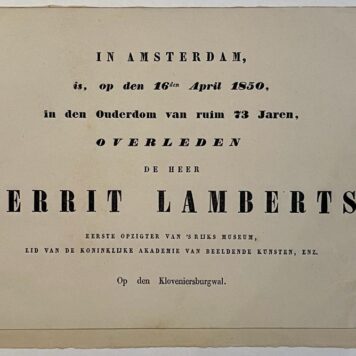 IN AMSTERDAM,
is, op den 16den April 1850,
in den Ouderdom van ruim 73 Jaren,
OVERLEDEN
DE HEER
ERRIT LAMBERTS
EERSTE OPZIGTER VAN 'S RIJKS MUSEUM,
LID VAN DE KONINKLIJKE AKADEMIE VAN BEELDENDE KUNSTEN, ENZ.
Op den Kloveniersburgwal.